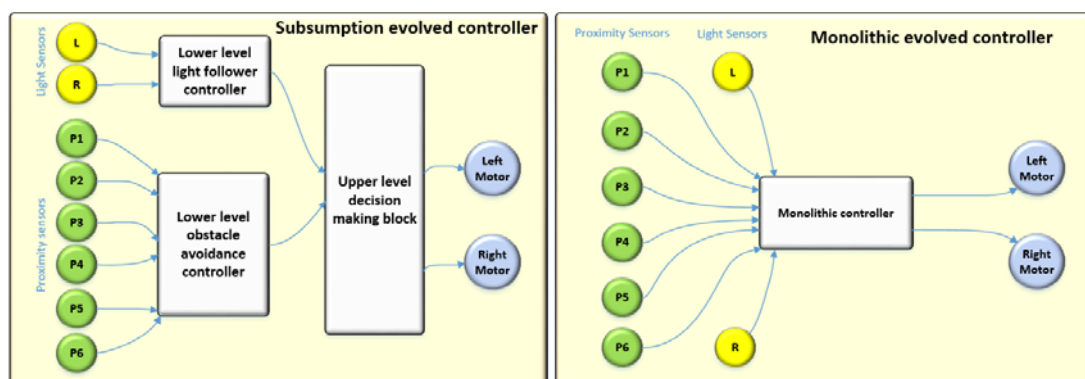 Subsumption evolved controller
Light Sensors
L
R
Lower level
light follower
controller
Proximity sensors
P1
P2
P3
P4
P5
P6
Lower level
obstacle
avoidance
controller
Upper level
decision
making block
Left
Motor
Right
Motor
Monolithic evolved controller
Proximity Sensors
Light Sensors
P1
P2
P3
P4
P5
P6
L
R
Monolithic controller
Left
Motor
Right
Motor